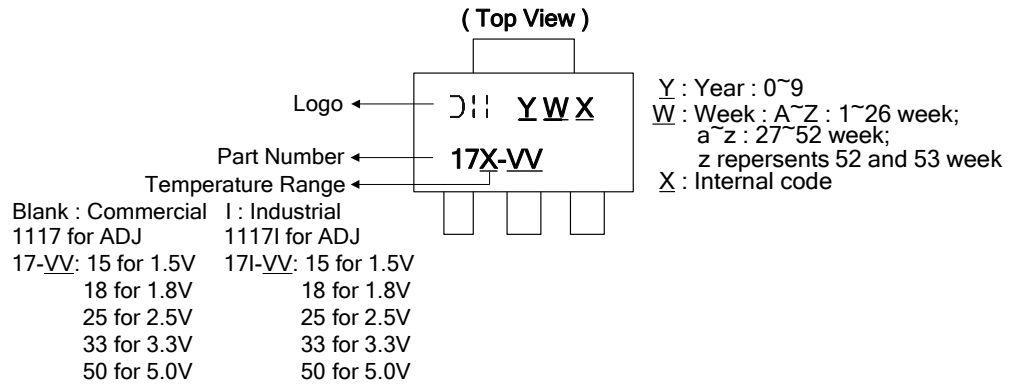 ( Top View )
Logo
Y W X
Y : Year : 0~9
W : Week : A~Z : 1~26 week;
a~z : 27~52 week;
z repersents 52 and 53 week
X : Internal code
Part Number
17X-VV
Temperature Range
Blank : Commercial I : Industrial
1117 for ADJ 1117I for ADJ
17-VV: 15 for 1.5V 17I-VV: 15 for 1.5V
18 for 1.8V 18 for 1.8V
25 for 2.5V 25 for 2.5V
33 for 3.3V 33 for 3.3V
50 for 5.0V 50 for 5.0V